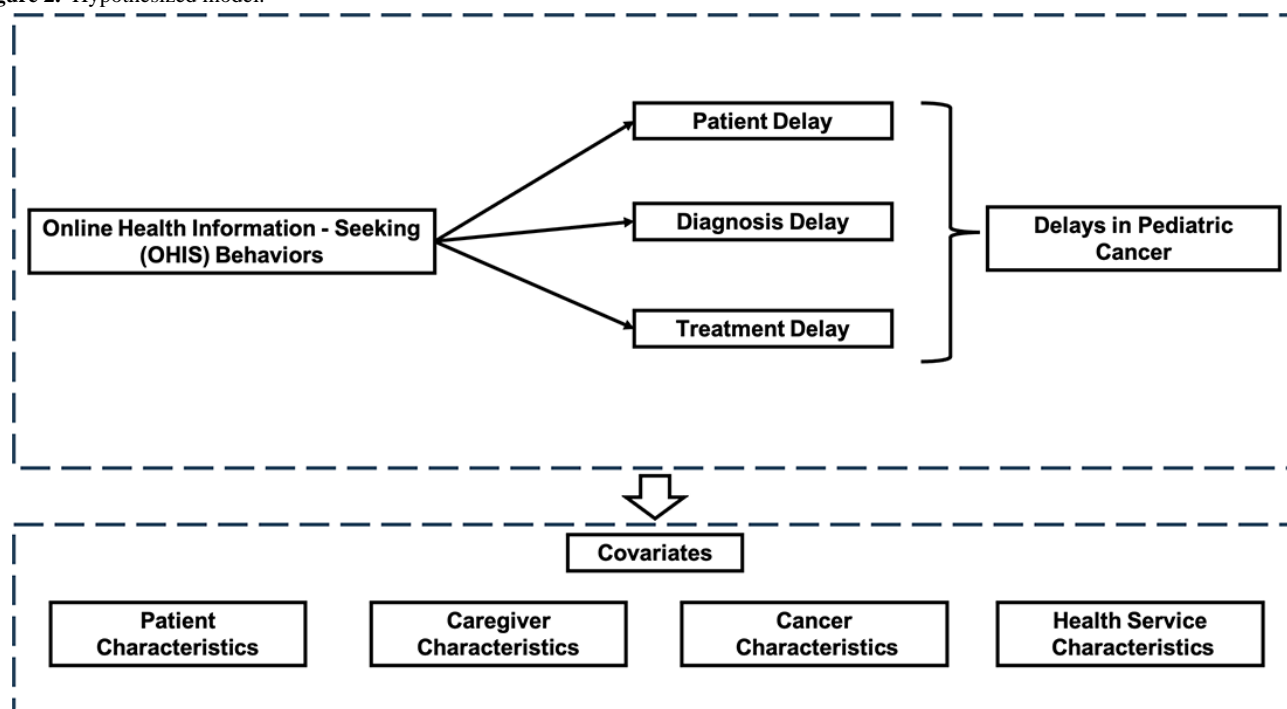 Figure 2. Hypothesized model.
Patient Delay
Online Health Information - Seeking
(OHIS) Behaviors
Diagnosis Delay
Delays in Pediatric
Cancer
Treatment Delay
Covariates
Patient
Characteristics
Caregiver
Characteristics
Cancer
Characteristics
Health Service
Characteristics